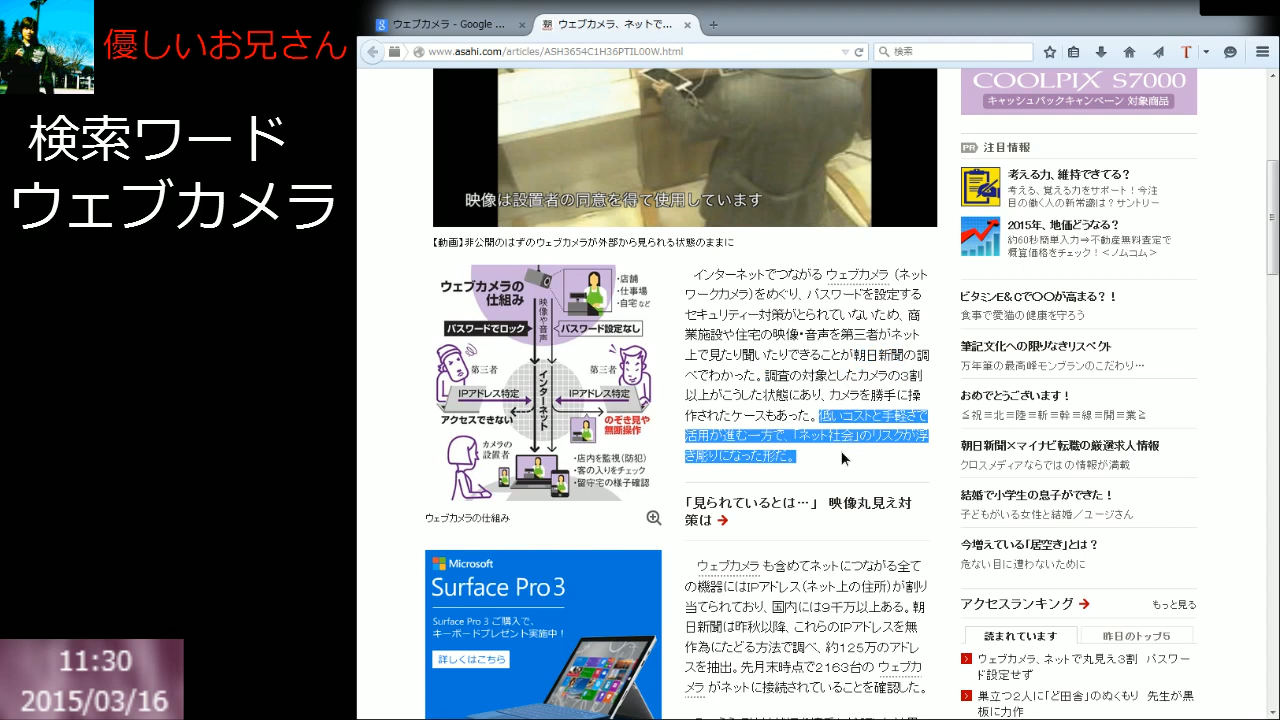 優しいお兄さん
検索ワード
ウェブカメラ
11:30
2015/03/16
ウェブカメラ - Google ...
ウェブカメラ、ネットで...
www.asahi.com/articles/ASH3654C1H36PTIL00W.html
検索
映像は設置者の同意を得て使用しています
【動画】非公開のはずのウェブカメラが外部から見られる状態のままに
ウェブカメラの
仕組み
・店舗
・仕事場
・自宅など
映像や音声
パスワードでロック
パスワード設定なし
第三者
第三者
インターネット
IPアドレス特定
IPアドレス特定
アクセスできない
のぞき見や
無断操作
カメラの
設置者
・店内を監視(防犯)
・客の入りをチェック
・留守宅の様子確認
ウェブカメラの仕組み
Microsoft
Surface Pro 3
Surface Pro 3 ご購入で、
キーボードプレゼント実施中！
詳しくはこちら
インターネットでつながる ウェブカメラ （ネット
ワークカメラ）をめぐり、パスワードを設定する
セキュリティー対策がとられていないため、商
業施設や住宅の映像・音声を第三者がネット
上で見たり聞いたりできることが朝日新聞の調
べでわかった。調査の対象としたカメラの3割
以上がこうした状態にあり、カメラを勝手に操
作されたケースもあった。低いコストと手軽さで
活用が進む一方で、「ネット社会」のリスクが浮
き彫りになった形だ。
「見られているとは…」 映像丸見え対
策は
ウェブカメラ も含めてネットにつながる全て
の機器にはIPアドレス（ネット上の住所）が割り
当てられており、国内には9千万以上ある。朝
日新聞は昨秋以降、これらのIPアドレスを無
作為にたどる方法で調べ、約125万のアドレ
スを抽出。先月末時点で2163台の ウェブカ
メラ がネットに接続されていることを確認した。
COOLPIX S7000
キャッシュバックキャンペーン 対象商品
PR 注目情報
考える力、維持できてる？
考える、覚える力をサポート！今注
目の働く人の新常識は？サントリー
2015年、地価どうなる？
約60秒簡単入力⇒不動産無料査定で
概算価格をチェック！＜ノムコム＞
ビタミンE&Cで〇〇が高まる？！
食事で愛猫の健康を守ろう
筆記文化への限りなきリスペクト
万年筆の最高峰モンブランのこだわり…
おめでとうございます！
≦祝≡北≡陸≡新≡幹≡線≡開≡業≧
朝日新聞×マイナビ転職の厳選求人情報
クロスメディアならではの情報が満載
結婚で小学生の息子ができた！
子どもがいる女性と結婚／ユージさん
今増えている「居空き」とは？
危ない目に遭わないために
アクセスランキング
もっと見る
読まれています
昨日のトップ5
ウェブカメラ、ネットで丸見え3割 パスワー
ド設定せず
巣立つ2人に「ど田舎」のぬくもり 先生が黒
板に力作